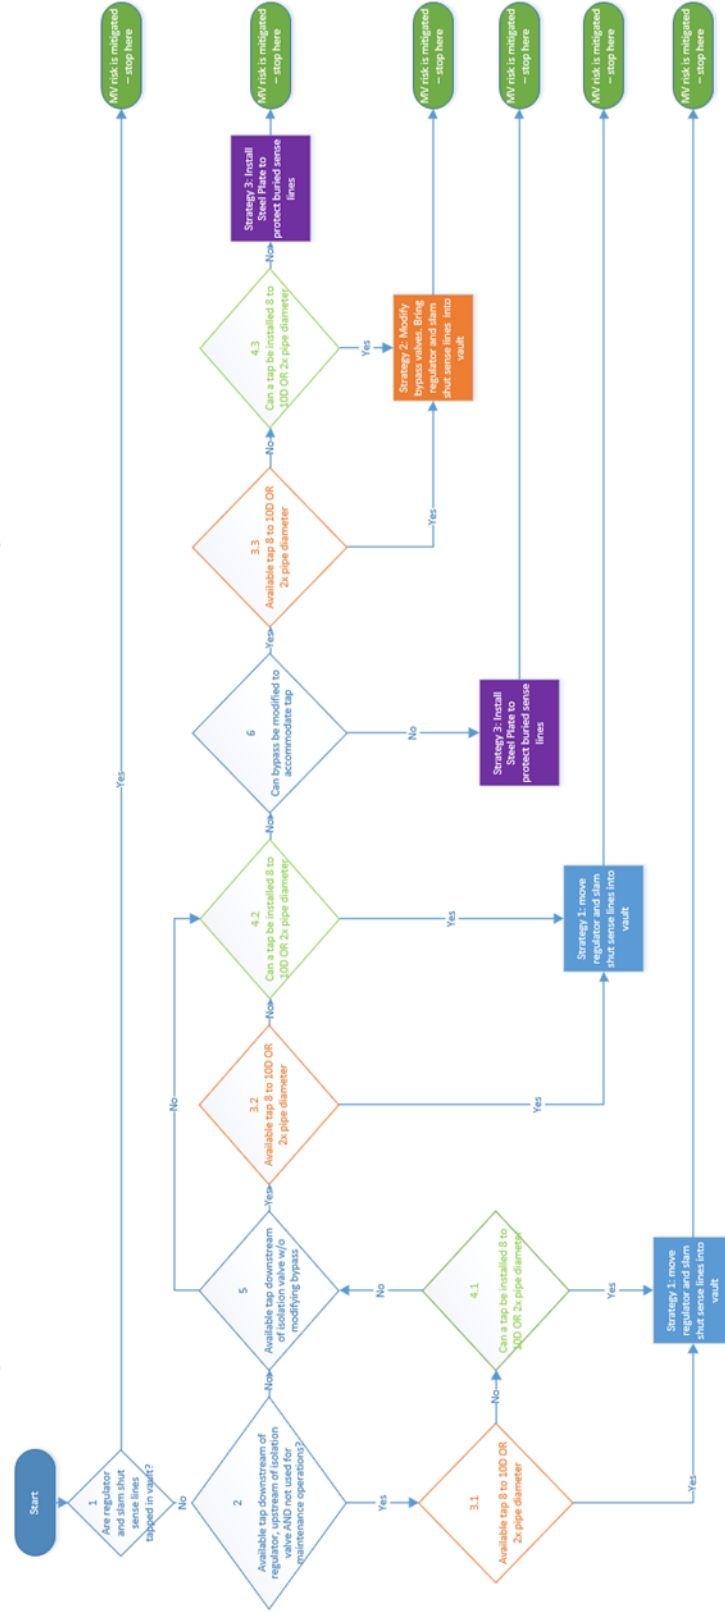 Start
1
Are regulator
and slam shut
sense lines
tapped in vault?
Yes
MV risk is mitigated
– stop here
No
2
Available tap downstream of
regulator, upstream of isolation
valve AND not used for
maintenance operations?
No
5
Available tap downstream
of isolation valve w/o
modifying bypass
No
Yes
3.2
Available tap 8 to 10D OR
2x pipe diameter
No
4.2
Can a tap be installed 8 to
10D OR 2x pipe diameter
No
6
Can bypass be modified to
accommodate tap
Yes
3.3
Available tap 8 to 10D OR
2x pipe diameter
No
4.3
Can a tap be installed 8 to
10D OR 2x pipe diameter
No
Strategy 3: Install
Steel Plate to
protect buried sense
lines
MV risk is mitigated
– stop here
Yes
Yes
Strategy 2: Modify
bypass valves. Bring
regulator and slam
shut sense lines into
vault
MV risk is mitigated
– stop here
No
Strategy 3: Install
Steel Plate to
protect buried sense
lines
MV risk is mitigated
– stop here
Yes
Yes
Strategy 1: move
regulator and slam
shut sense lines into
vault
MV risk is mitigated
– stop here
Yes
3.1
Available tap 8 to 10D OR
2x pipe diameter
No
4.1
Can a tap be installed 8 to
10D OR 2x pipe diameter
No
Yes
Yes
Strategy 1: move
regulator and slam
shut sense lines into
vault
MV risk is mitigated
– stop here